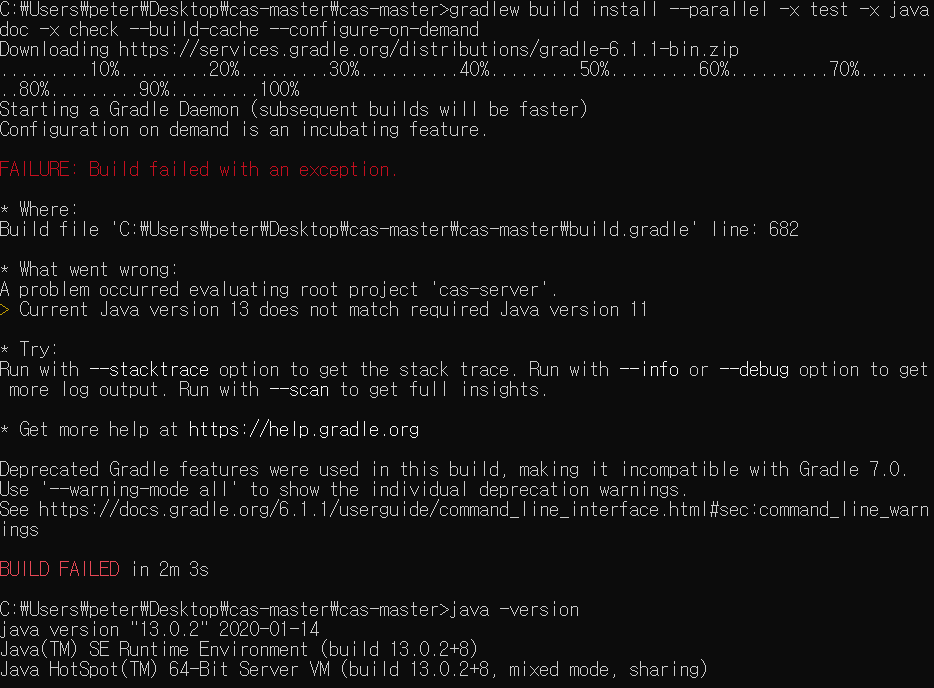 C:₩Users₩peter₩Desktop₩cas-master₩cas-master>gradlew build install --parallel -x test -x java
doc -x check --build-cache --configure-on-demand
Downloading https://services.gradle.org/distributions/gradle-6.1.1-bin.zip
.........10%.........20%.........30%..........40%.........50%.........60%..........70%.......
..80%.........90%.........100%
Starting a Gradle Daemon (subsequent builds will be faster)
Configuration on demand is an incubating feature.
FAILURE: Build failed with an exception.
* Where:
Build file 'C:₩Users₩peter₩Desktop₩cas-master₩cas-master₩build.gradle' line: 682
* What went wrong:
A problem occurred evaluating root project 'cas-server'.
> Current Java version 13 does not match required Java version 11
* Try:
Run with --stacktrace option to get the stack trace. Run with --info or --debug option to get
more log output. Run with --scan to get full insights.
* Get more help at https://help.gradle.org
Deprecated Gradle features were used in this build, making it incompatible with Gradle 7.0.
Use '--warning-mode all' to show the individual deprecation warnings.
See https://docs.gradle.org/6.1.1/userguide/command_line_interface.html#sec:command_line_warn
ings
BUILD FAILED in 2m 3s
C:₩Users₩peter₩Desktop₩cas-master₩cas-master>java -version
java version "13.0.2" 2020-01-14
Java(TM) SE Runtime Environment (build 13.0.2+8)
Java HotSpot(TM) 64-Bit Server VM (build 13.0.2+8, mixed mode, sharing)